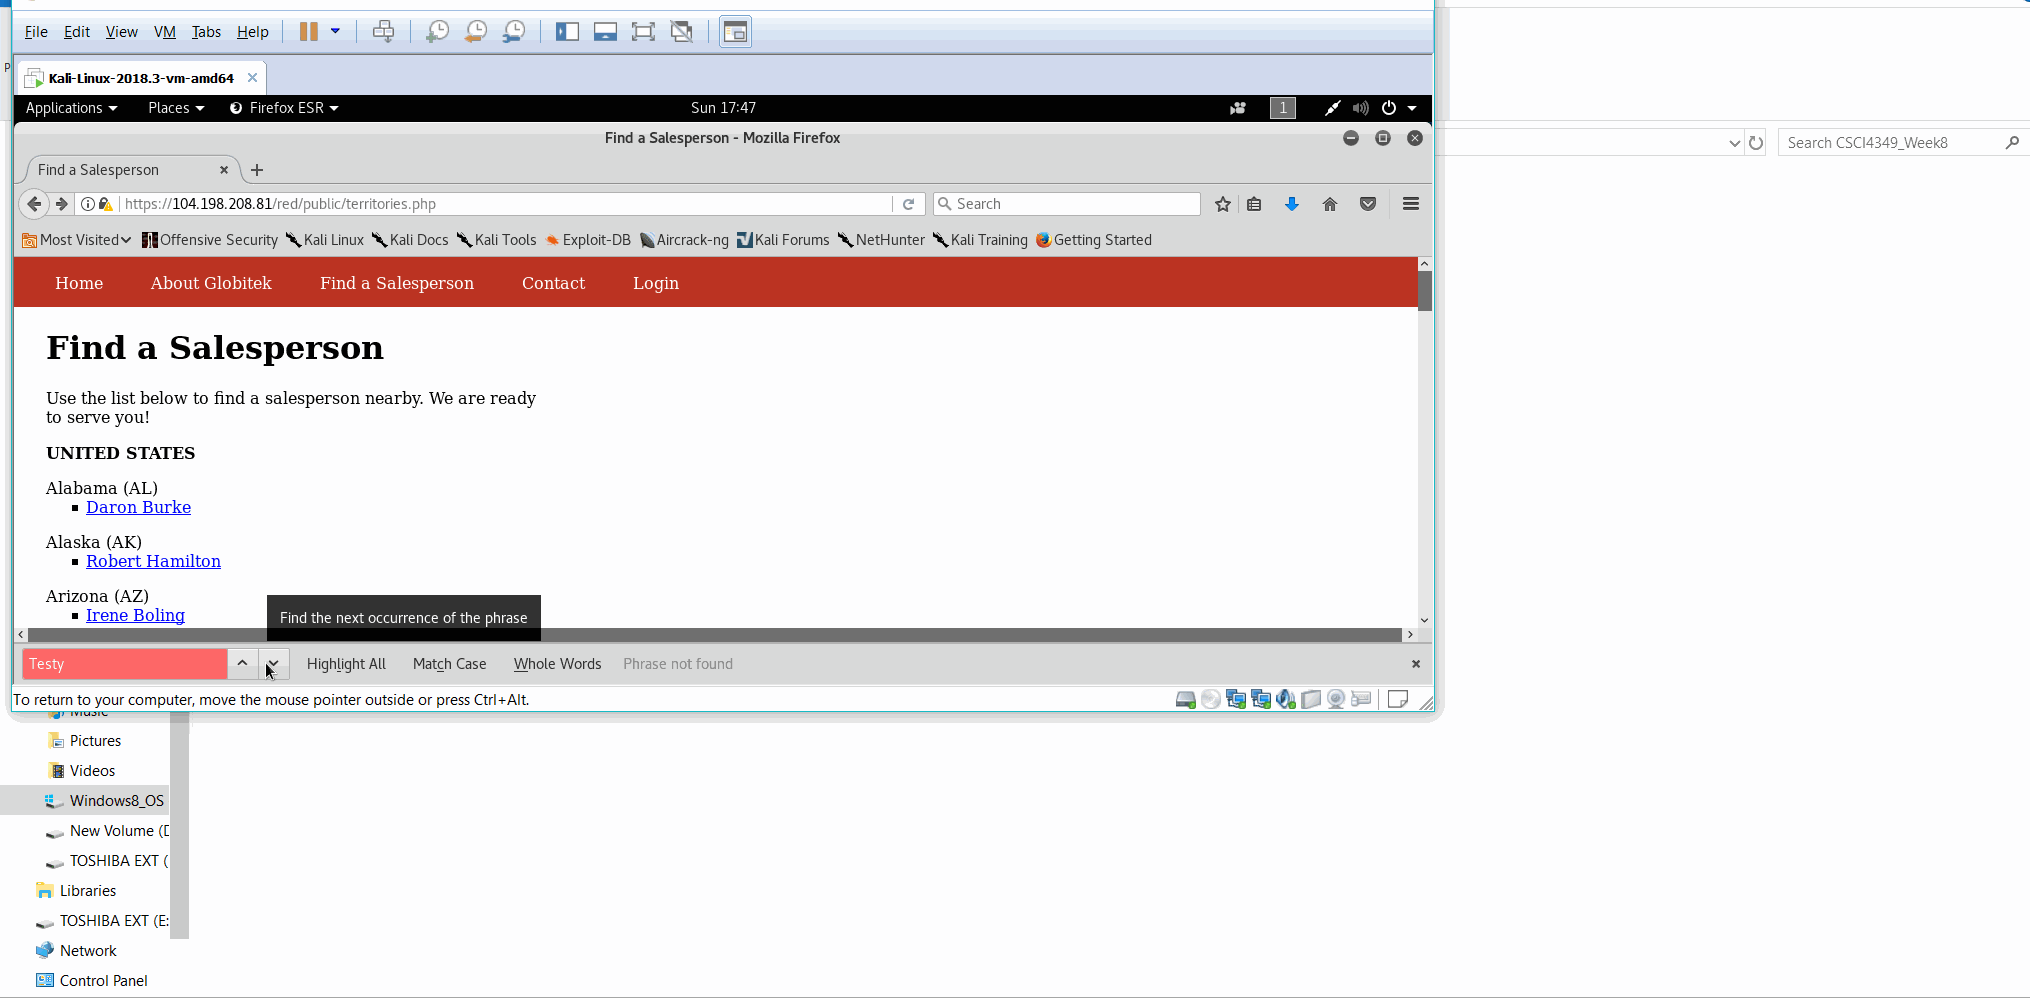 File Edit View VM Tabs Help
Kali-Linux-2018.3-vm-amd64
Applications Places Firefox ESR Sun 17:47 1
Find a Salesperson - Mozilla Firefox
Find a Salesperson
https://104.198.208.81/red/public/territories.php Search
Search CSCI4349_Week8
Most Visited Offensive Security Kali Linux Kali Docs Kali Tools Exploit-DB Aircrack-ng Kali Forums NetHunter Kali Training Getting Started
Home About Globitek Find a Salesperson Contact Login
Find a Salesperson
Use the list below to find a salesperson nearby. We are ready
to serve you!
UNITED STATES
Alabama (AL)
Daron Burke
Alaska (AK)
Robert Hamilton
Arizona (AZ)
Irene Boling
Find the next occurrence of the phrase
Testy Highlight All Match Case Whole Words Phrase not found
To return to your computer, move the mouse pointer outside or press Ctrl+Alt.
Music
Pictures
Videos
Windows8_OS
New Volume (D
TOSHIBA EXT (
Libraries
TOSHIBA EXT (E:
Network
Control Panel